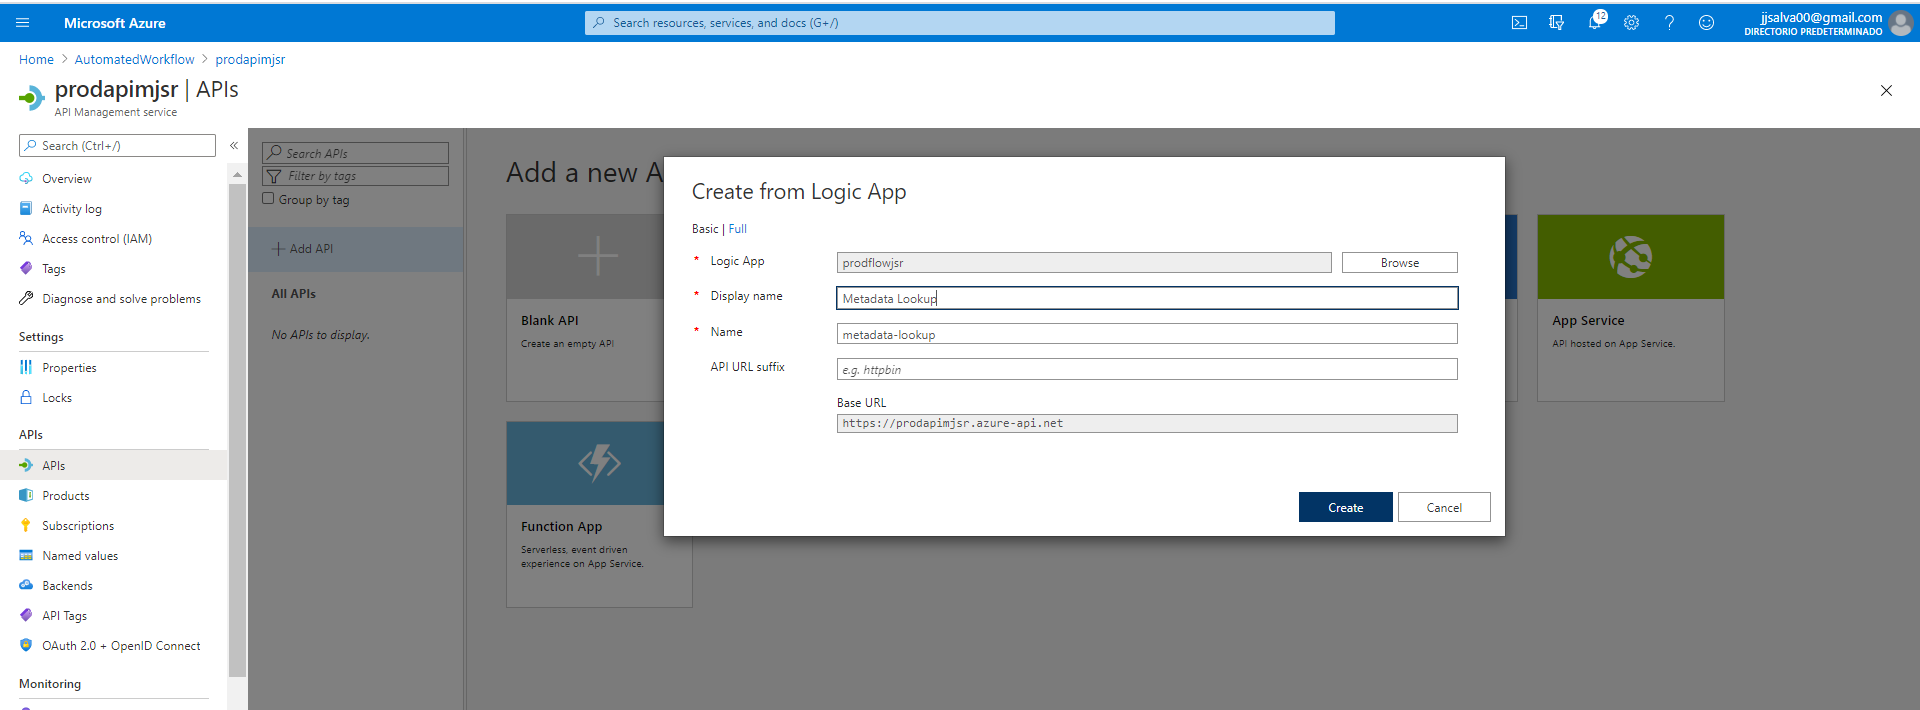 Microsoft Azure
Search resources, services, and docs (G+/)
12
jjsalva00@gmail.com
DIRECTORIO PREDETERMINADO
Home > AutomatedWorkflow > prodapimjsr
prodapimjsr | APIs
API Management service
Search (Ctrl+/)
Overview
Activity log
Access control (IAM)
Tags
Diagnose and solve problems
Settings
Properties
Locks
APIs
APIs
Products
Subscriptions
Named values
Backends
API Tags
OAuth 2.0 + OpenID Connect
Monitoring
Search APIs
Filter by tags
Group by tag
+ Add API
All APIs
No APIs to display.
Add a new A
Blank API
Create an empty API
Function App
Serverless, event driven
experience on App Service.
App Service
API hosted on App Service.
Create from Logic App
Basic | Full
* Logic App
prodflowjsr
Browse
* Display name
Metadata Lookup
* Name
metadata-lookup
API URL suffix
e.g. httpbin
Base URL
https://prodapimjsr.azure-api.net
Create
Cancel